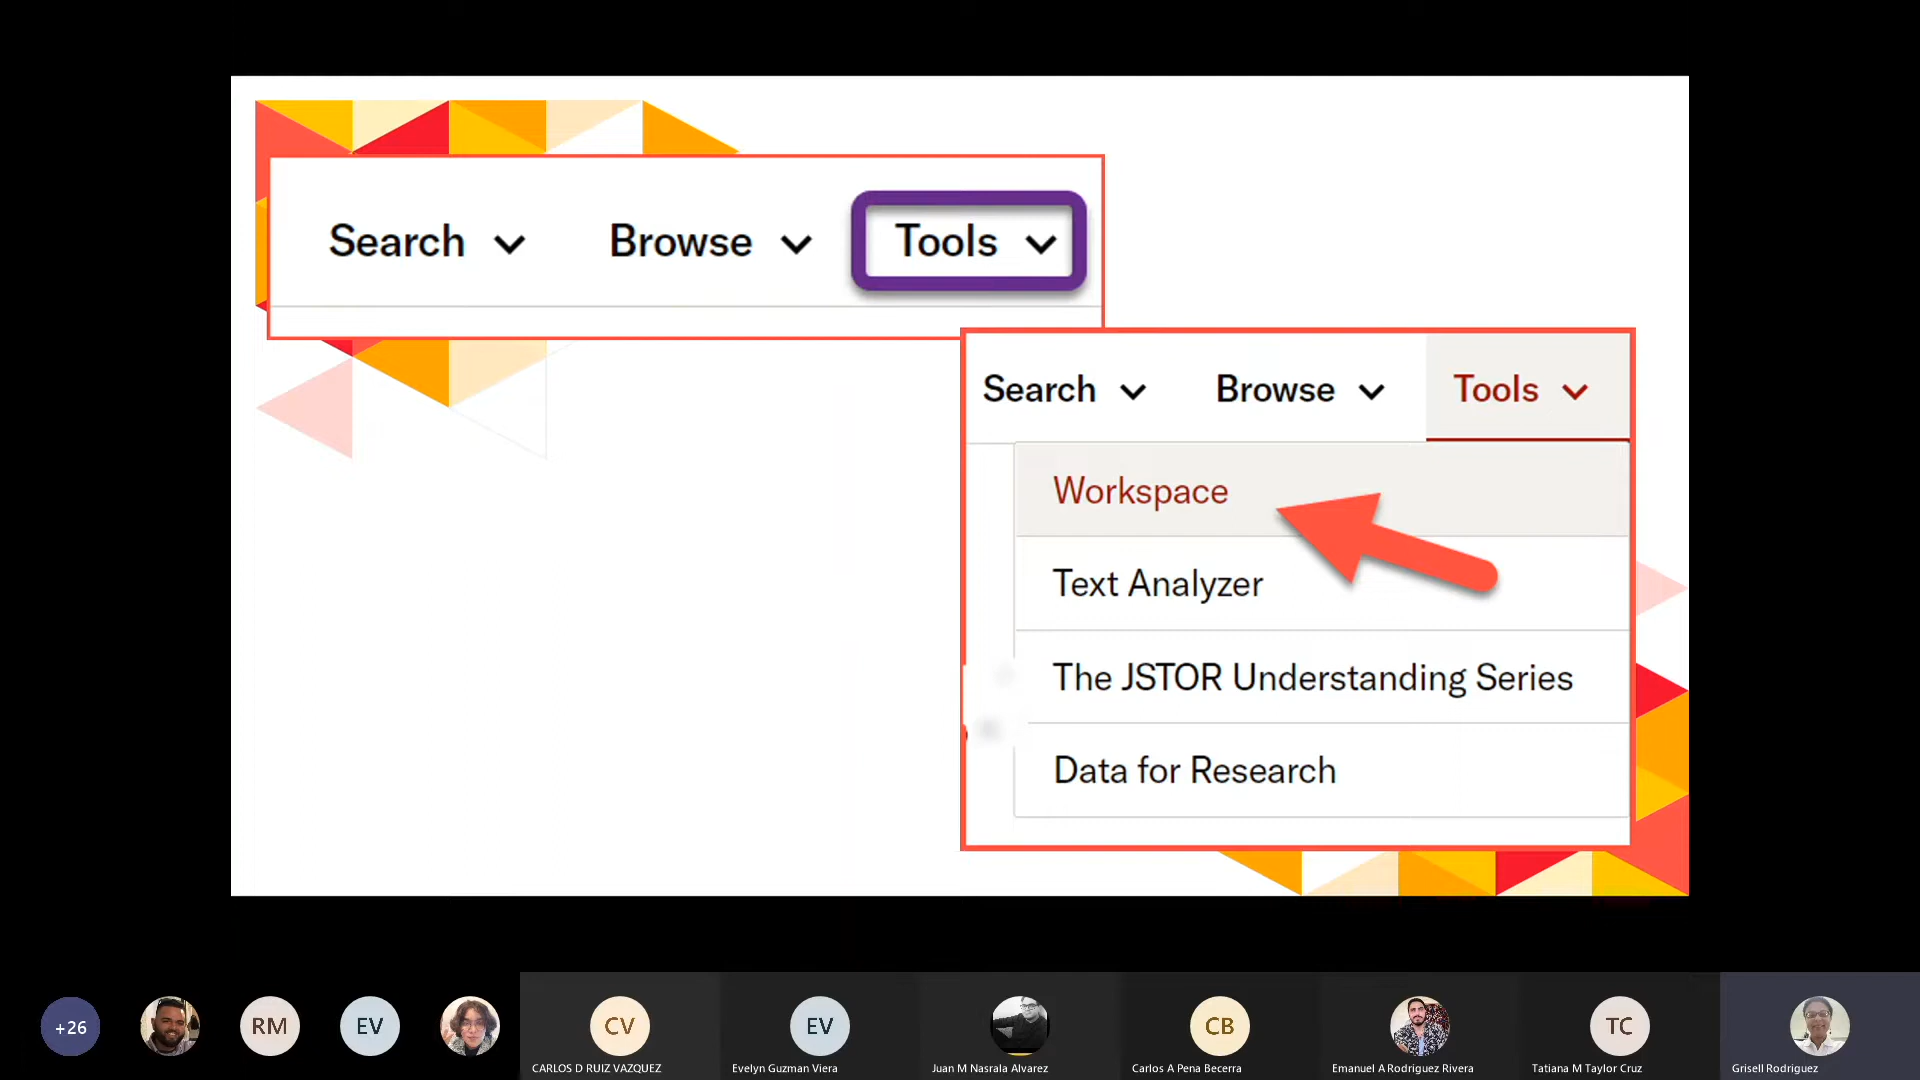 Search Browse Tools
Search Browse Tools
Workspace
Text Analyzer
The JSTOR Understanding Series
Data for Research
+26
RM
EV
CV
EV
CB
TC
CARLOS D RUIZ VAZQUEZ
Evelyn Guzman Viera
Juan M Nasrala Alvarez
Carlos A Pena Becerra
Emanuel A Rodriguez Rivera
Tatiana M Taylor Cruz
Grisell Rodriguez